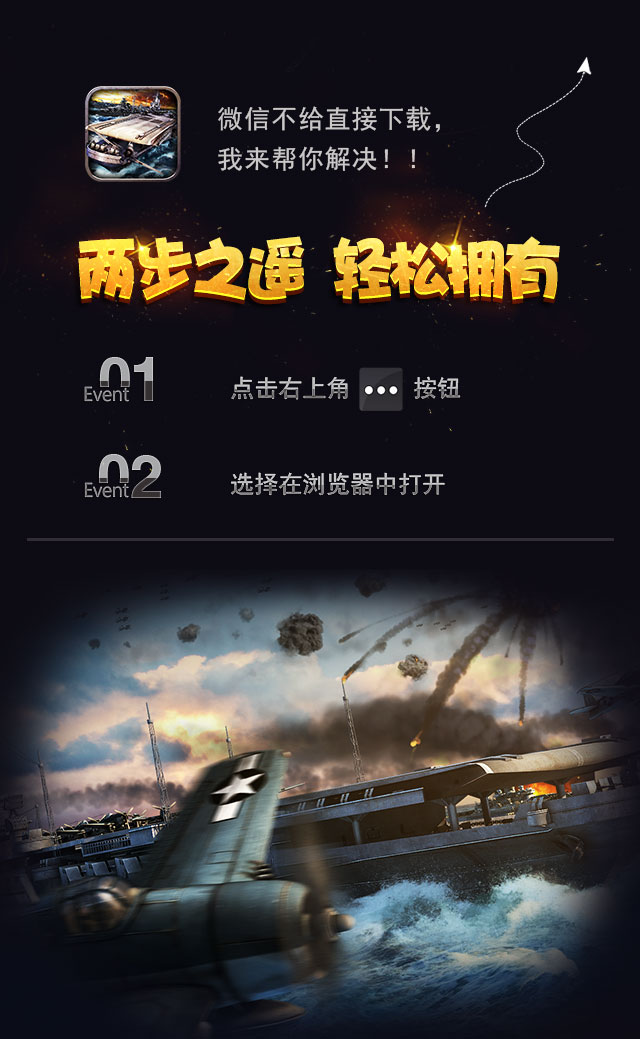 微信不给直接下载，
我来帮你解决！！
两步之遥 轻松拥有
Event 01
点击右上角 ••• 按钮
Event 02
选择在浏览器中打开